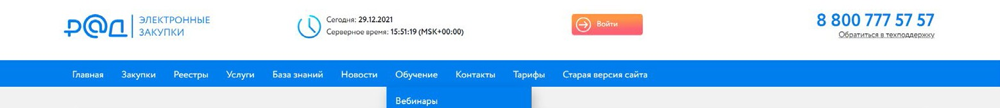 р@д
ЭЛЕКТРОННЫЕ
ЗАКУПКИ
Сегодня: 29.12.2021
Серверное время: 15:51:19 (MSK+00:00)
Войти
8 800 777 57 57
Обратиться в техподдержку
Главная Закупки Реестры Услуги База знаний Новости Обучение Контакты Тарифы Старая версия сайта
Вебинары